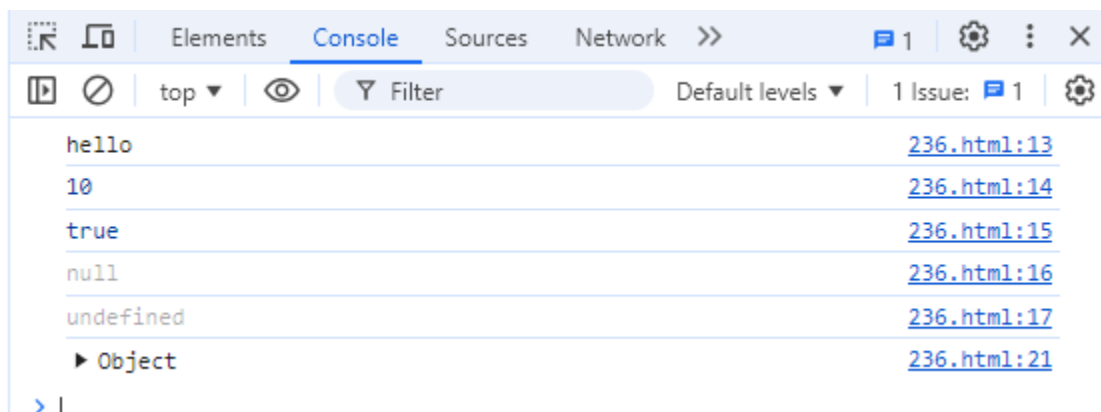 Elements Console Sources Network 1
top Filter Default levels 1 Issue: 1
hello 236.html:13
10 236.html:14
true 236.html:15
null 236.html:16
undefined 236.html:17
Object 236.html:21